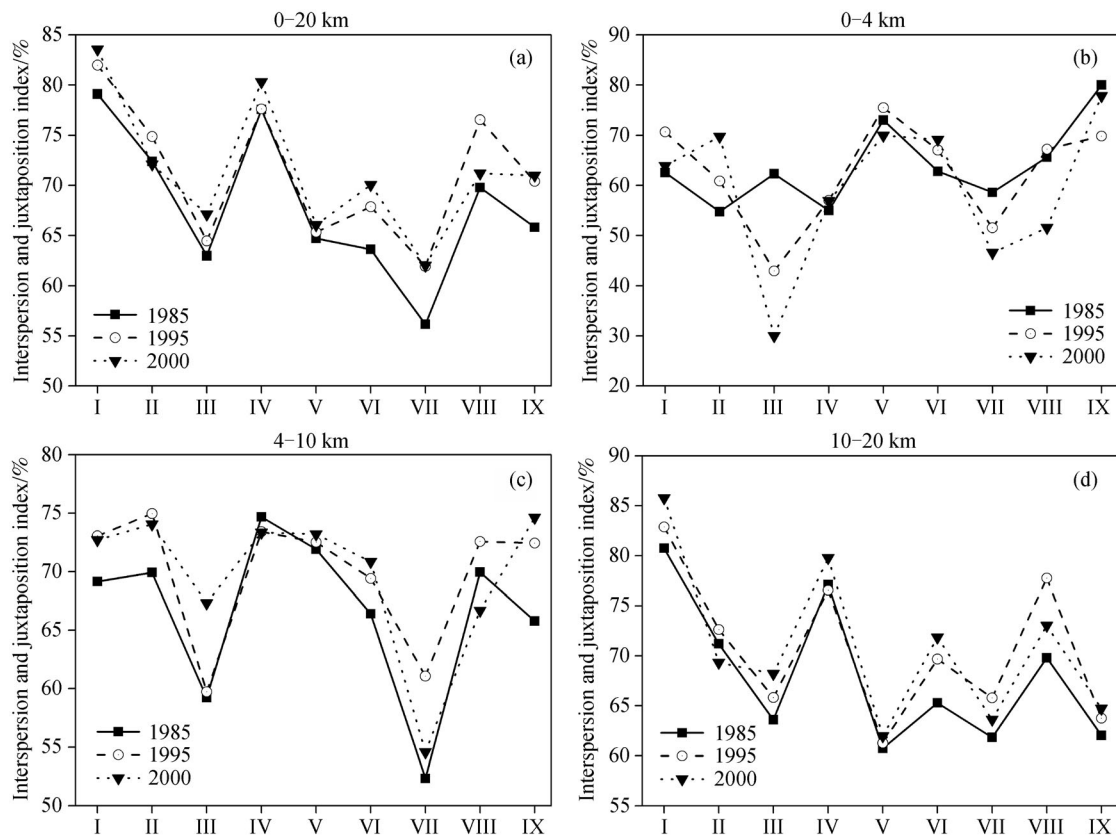 0−20 km
(a)
Interspersion and juxtaposition index/%
85
80
75
70
65
60
55
50
1985
1995
2000
I II III IV V VI VII VIII IX
0−4 km
(b)
Interspersion and juxtaposition index/%
90
80
70
60
50
40
30
20
1985
1995
2000
I II III IV V VI VII VIII IX
4−10 km
(c)
Interspersion and juxtaposition index/%
80
75
70
65
60
55
50
1985
1995
2000
I II III IV V VI VII VIII IX
10−20 km
(d)
Interspersion and juxtaposition index/%
90
85
80
75
70
65
60
55
1985
1995
2000
I II III IV V VI VII VIII IX